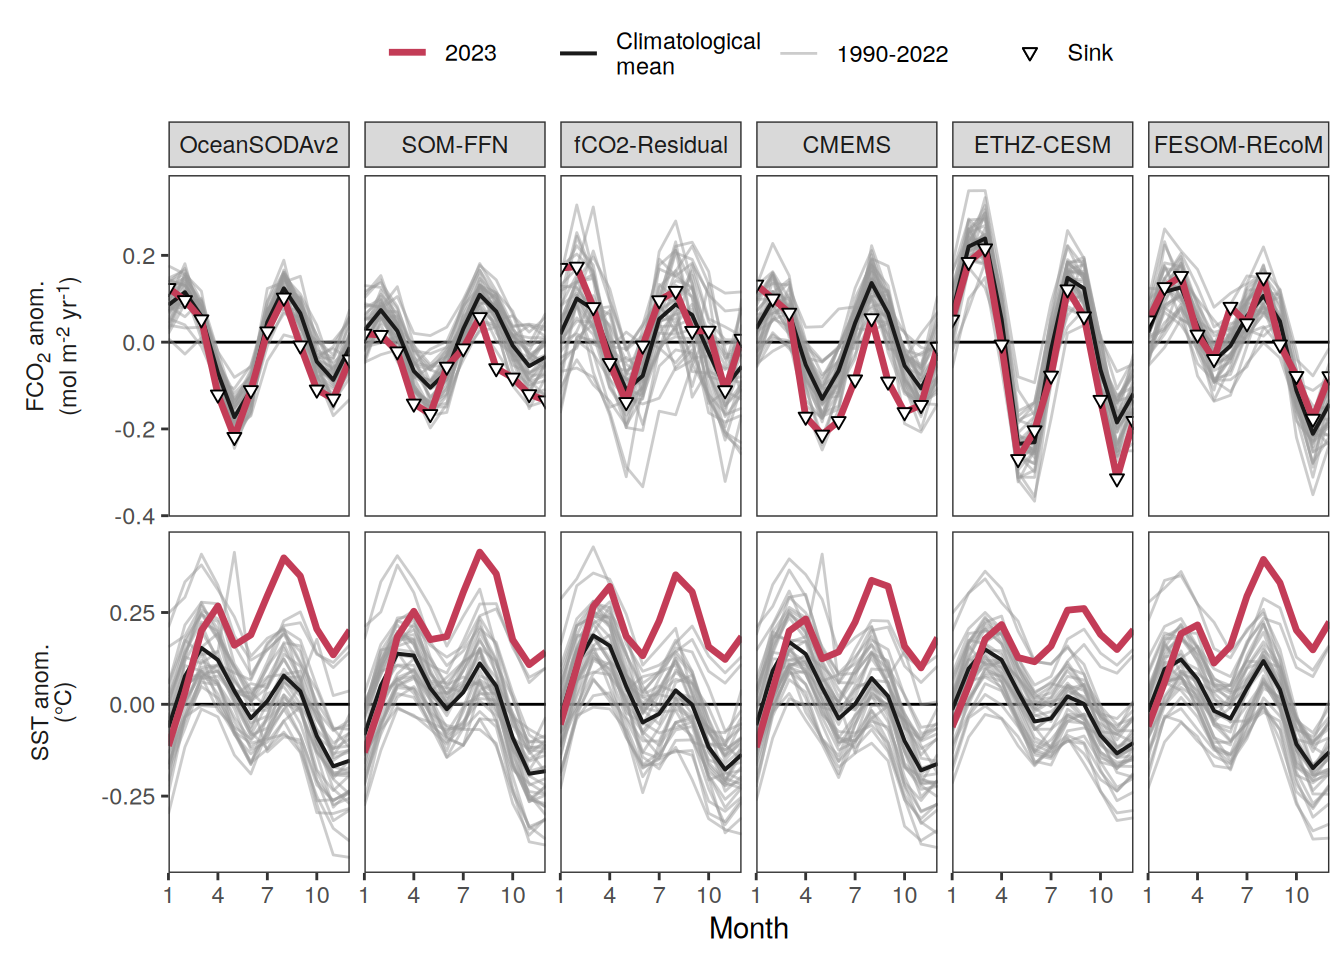 2023
Climatological
mean
1990-2022
Sink
OceanSODAv2
SOM-FFN
fCO2-Residual
CMEMS
ETHZ-CESM
FESOM-REcoM
FCO₂ anom.
(mol m⁻² yr⁻¹)
0.2
0.0
-0.2
-0.4
SST anom.
(°C)
0.25
0.00
-0.25
1 4 7 10 1 4 7 10 1 4 7 10 1 4 7 10 1 4 7 10 1 4 7 10
Month